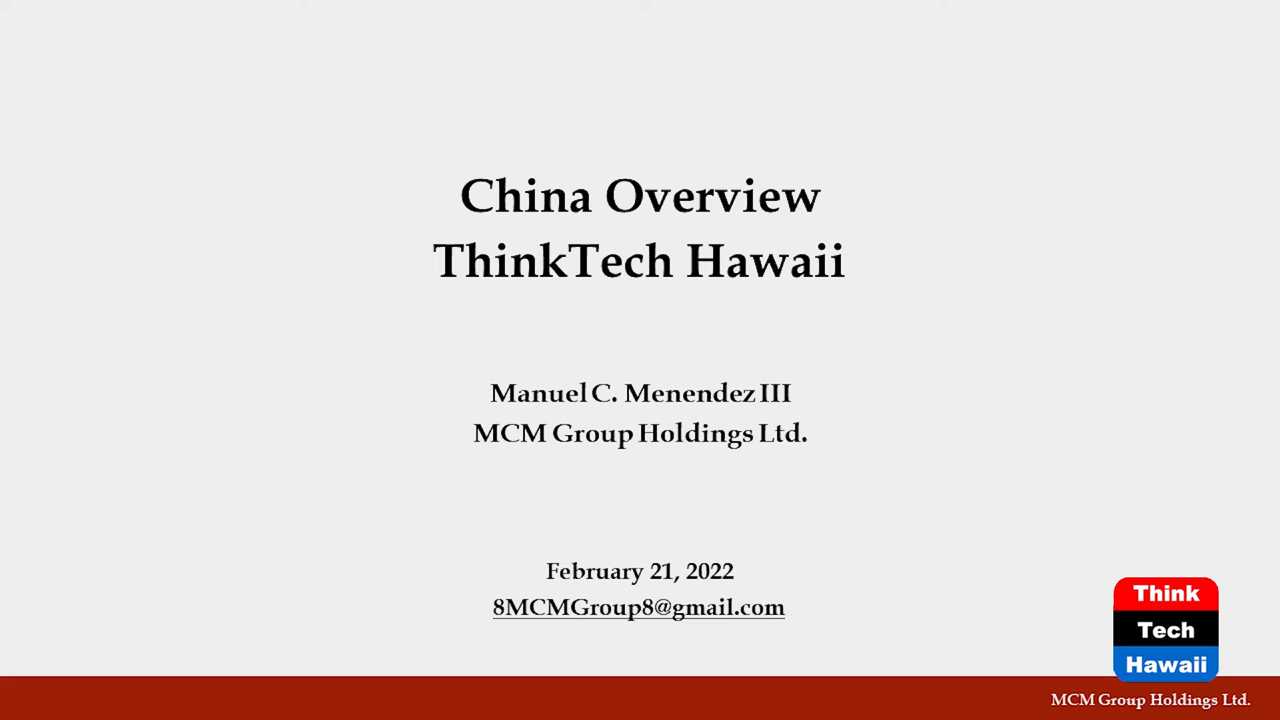 China Overview
ThinkTech Hawaii
Manuel C. Menendez III
MCM Group Holdings Ltd.
February 21, 2022
8MCMGroup8@gmail.com
Think
Tech
Hawaii
MCM Group Holdings Ltd.